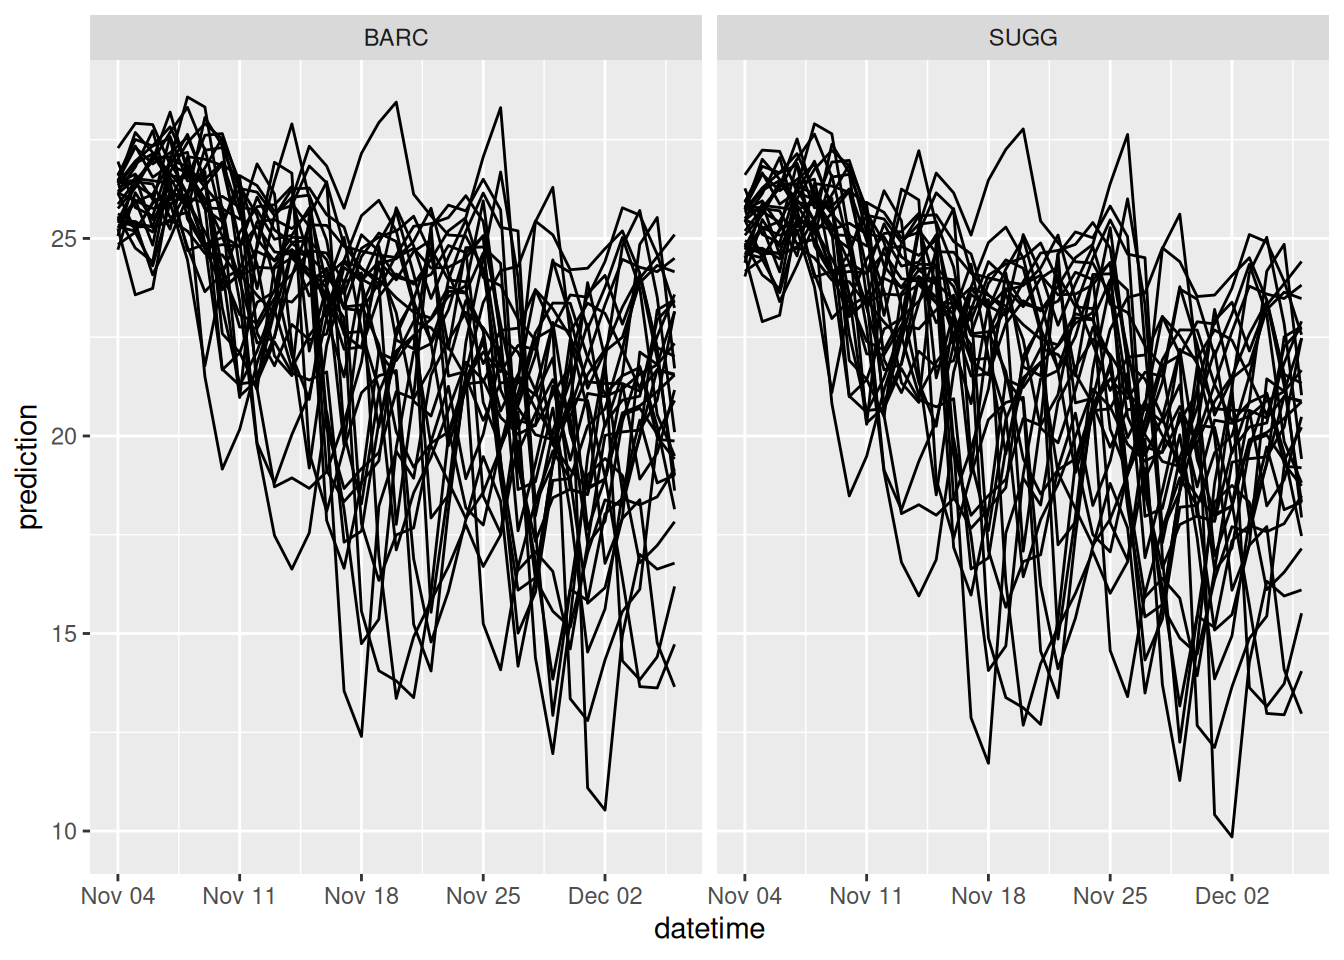 BARC
SUGG
prediction
25
20
15
10
Nov 04
Nov 11
Nov 18
Nov 25
Dec 02
Nov 04
Nov 11
Nov 18
Nov 25
Dec 02
datetime